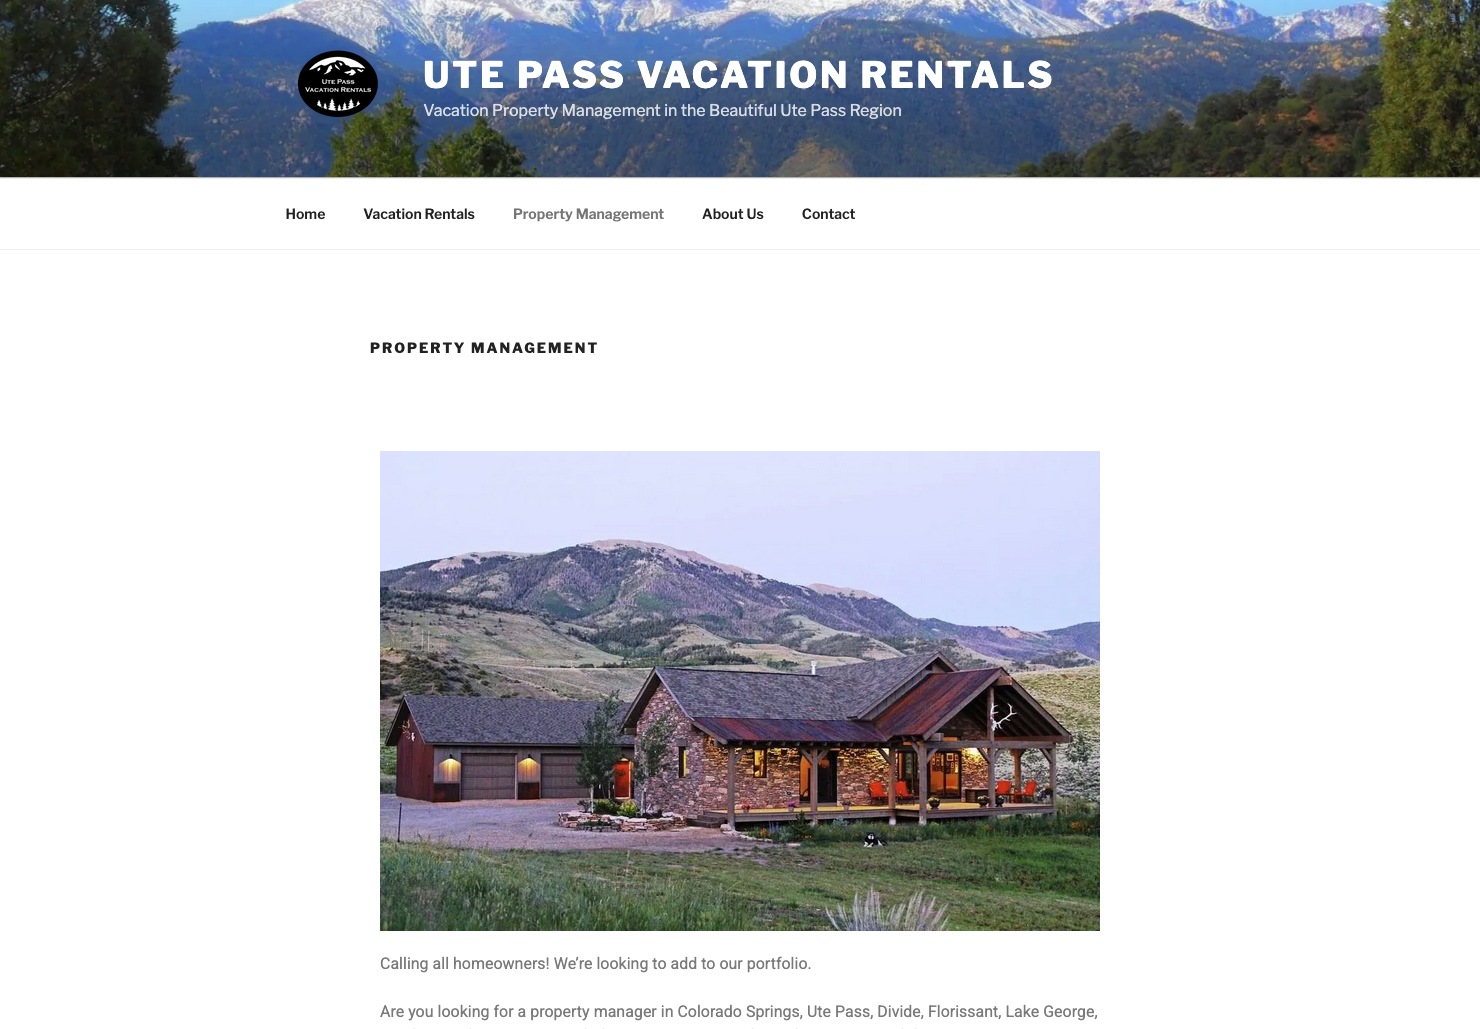 Ute Pass
Vacation Rentals
UTE PASS VACATION RENTALS
Vacation Property Management in the Beautiful Ute Pass Region
Home Vacation Rentals Property Management About Us Contact
PROPERTY MANAGEMENT
Calling all homeowners! We’re looking to add to our portfolio.
Are you looking for a property manager in Colorado Springs, Ute Pass, Divide, Florissant, Lake George,